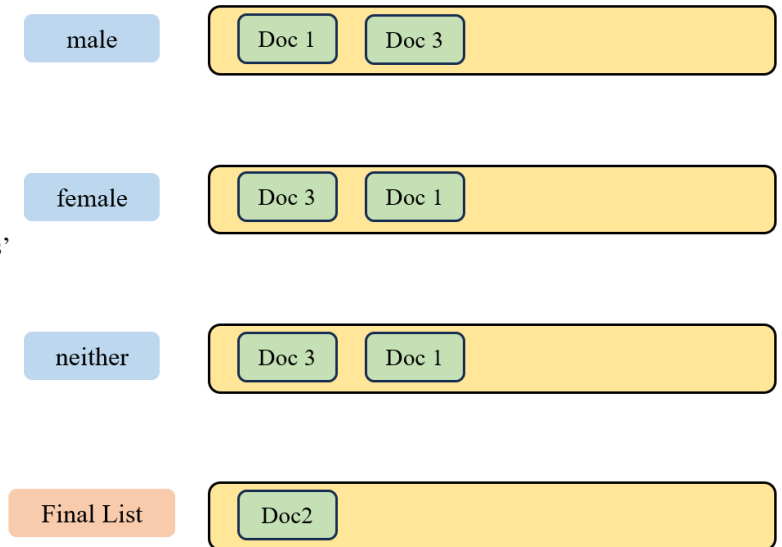 male
Doc 1
Doc 3
female
Doc 3
Doc 1
’
neither
Doc 3
Doc 1
Final List
Doc2